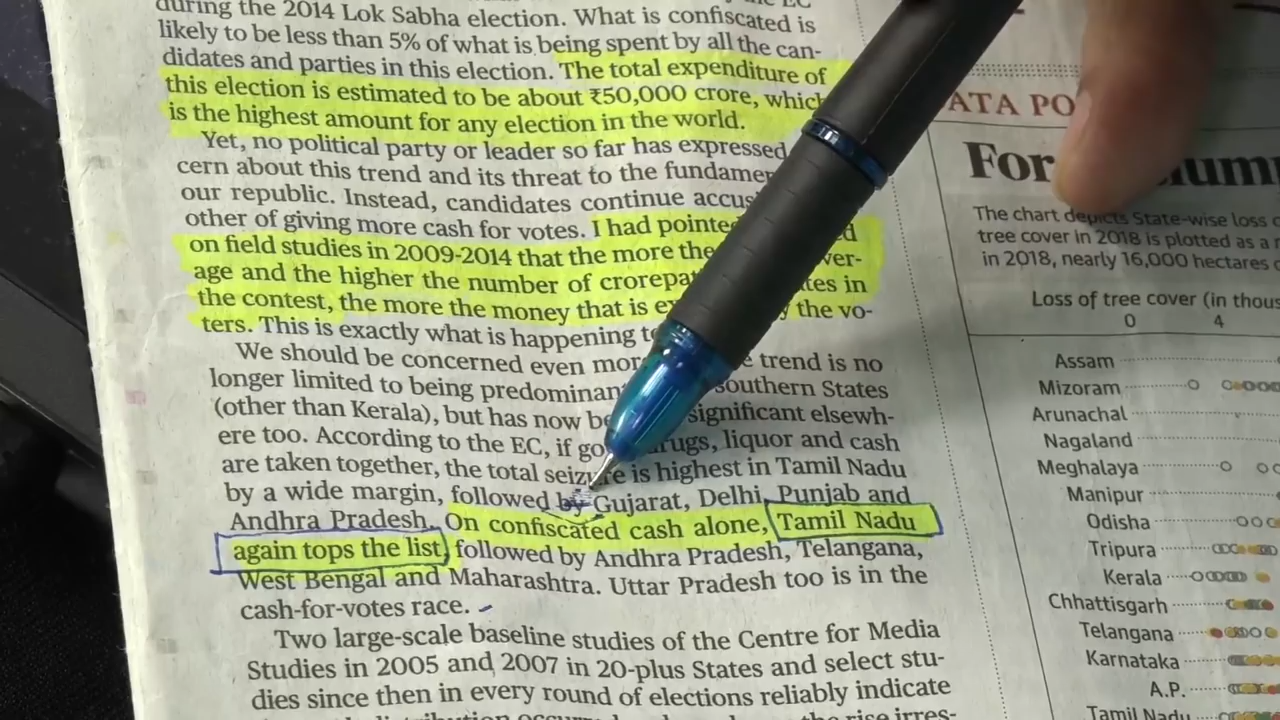 during the 2014 Lok Sabha election. What is confiscated is
likely to be less than 5% of what is being spent by all the can-
didates and parties in this election. The total expenditure of
this election is estimated to be about ₹50,000 crore, which
is the highest amount for any election in the world.
Yet, no political party or leader so far has expressed
cern about this trend and its threat to the
our republic. Instead, candidates continue
other of giving more cash for votes. I had
on field studies in 2009-2014 that the more the
age and the higher the number of in
the contest, the more the money that is the vo-
ters. This is exactly what is happening
We should be concerned even trend is no
longer limited to being southern States
(other than Kerala), but has now significant elsewh-
ere too. According to the EC, if liquor and cash
are taken together, the total seizure is highest in Tamil Nadu
by a wide margin, followed by Gujarat, Delhi, Punjab and
Andhra Pradesh. On confiscated cash alone, Tamil Nadu
again tops the list, followed by Andhra Pradesh, Telangana,
West Bengal and Maharashtra. Uttar Pradesh too is in the
cash-for-votes race.
Two large-scale baseline studies of the Centre for Media
Studies in 2005 and 2007 in 20-plus States and select stu-
dies since then in every round of elections reliably indicate
ATA PO
For
The chart depicts State-wise loss
tree cover in 2018 is plotted as a
in 2018, nearly 16,000 hectares
Loss of tree cover (in thous
0 4
Assam
Mizoram
Arunachal
Nagaland
Meghalaya
Manipur
Odisha
Tripura
Kerala
Chhattisgarh
Telangana
Karnataka
A.P.
Tamil Nadu